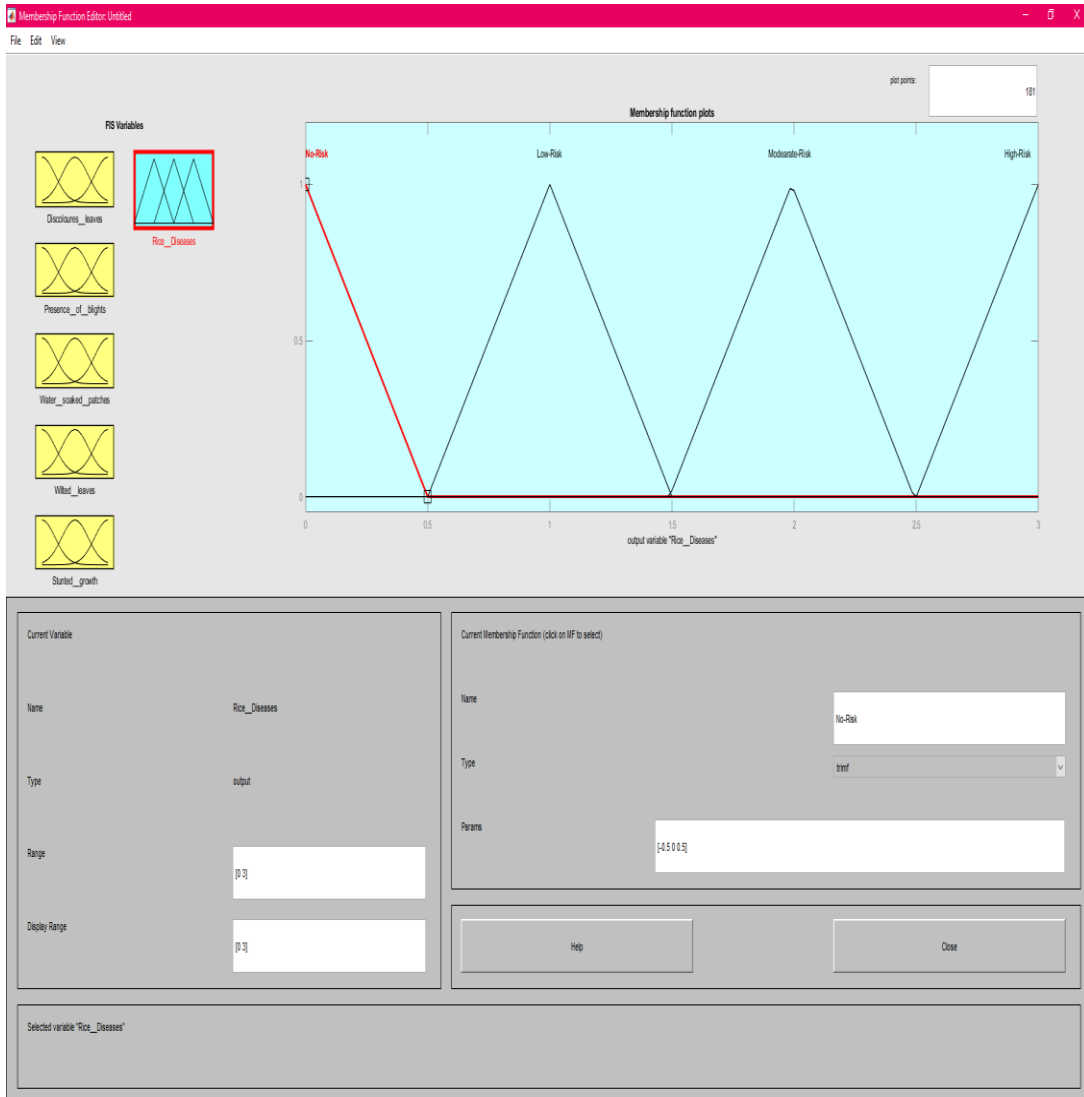 Membership Function Editor: Untitled
File Edit View
plot points:
181
FIS Variables
Discoloures__leaves
Presence__of__blights
Water__soaked__patches
Wilted__leaves
Stunted__growth
Rice__Diseases
Membership function plots
No-Risk Low-Risk Modearate-Risk High-Risk
1
0.5
0
0 0.5 1 1.5 2 2.5 3
output variable "Rice__Diseases"
Current Variable
Name Rice__Diseases
Type output
Range [0 3]
Display Range [0 3]
Current Membership Function (click on MF to select)
Name No-Risk
Type trimf
Params [-0.5 0 0.5]
Help Close
Selected variable "Rice__Diseases"